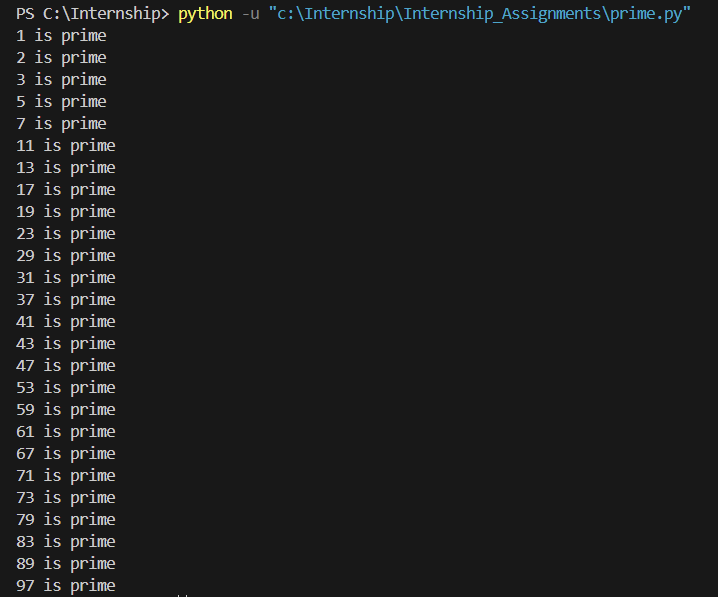 PS C:\Internship> python -u "c:\Internship\Internship_Assignments\prime.py"
1 is prime
2 is prime
3 is prime
5 is prime
7 is prime
11 is prime
13 is prime
17 is prime
19 is prime
23 is prime
29 is prime
31 is prime
37 is prime
41 is prime
43 is prime
47 is prime
53 is prime
59 is prime
61 is prime
67 is prime
71 is prime
73 is prime
79 is prime
83 is prime
89 is prime
97 is prime